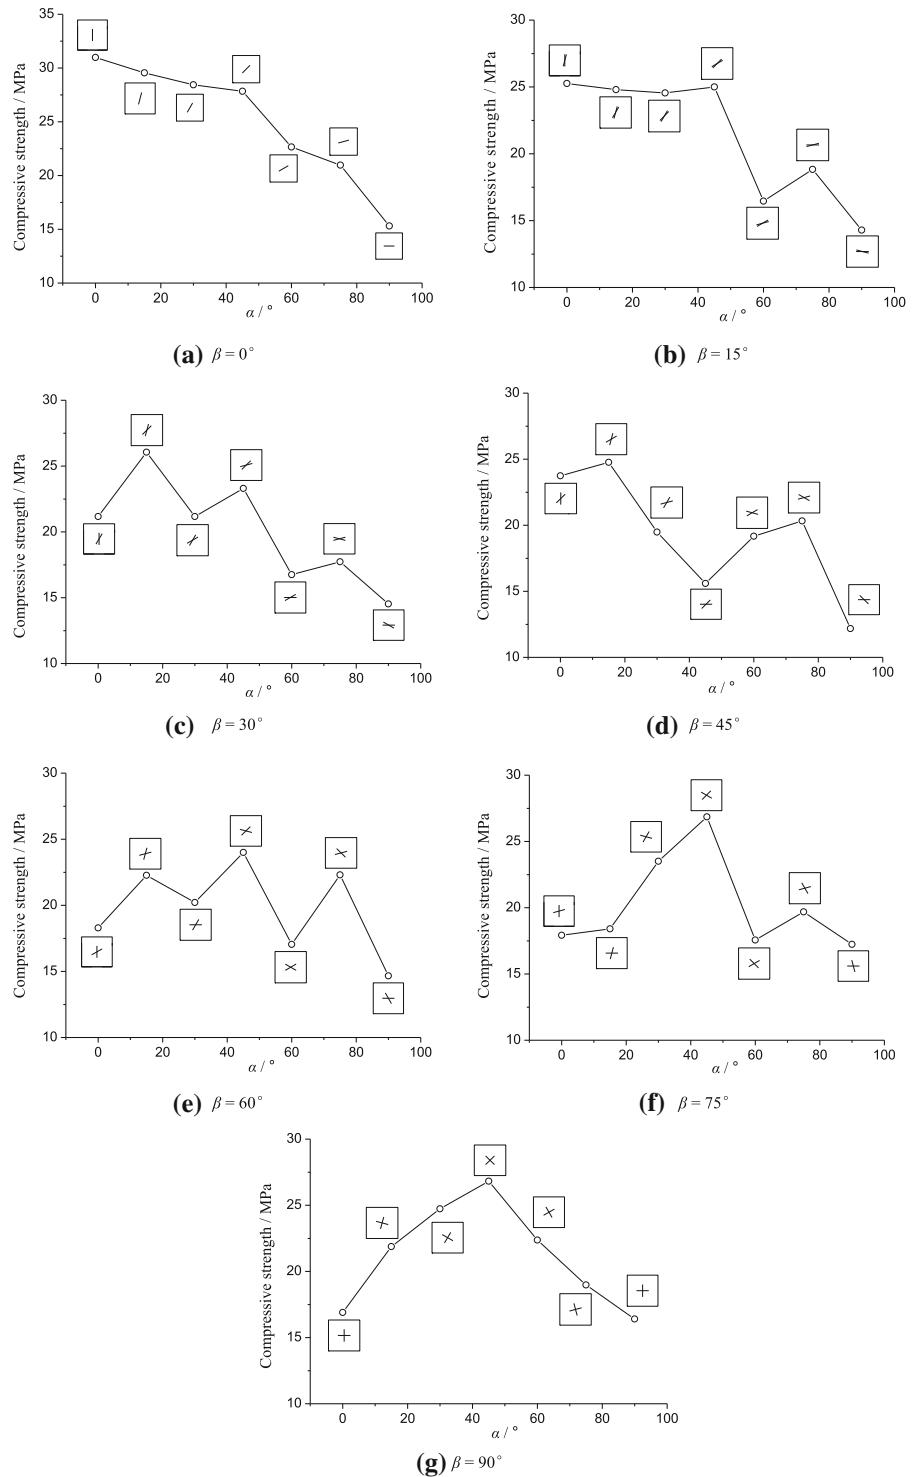 35
30
25
20
15
10
Compressive strength / MPa
0 20 40 60 80 100
α / °
(a) β = 0°
30
25
20
15
10
Compressive strength / MPa
0 20 40 60 80 100
α / °
(b) β = 15°
30
25
20
15
10
Compressive strength / MPa
0 20 40 60 80 100
α / °
(c) β = 30°
30
25
20
15
10
Compressive strength / MPa
0 20 40 60 80 100
α / °
(d) β = 45°
30
25
20
15
10
Compressive strength / MPa
0 20 40 60 80 100
α / °
(e) β = 60°
30
25
20
15
10
Compressive strength / MPa
0 20 40 60 80 100
α / °
(f) β = 75°
30
25
20
15
10
Compressive strength / MPa
0 20 40 60 80 100
α / °
(g) β = 90°